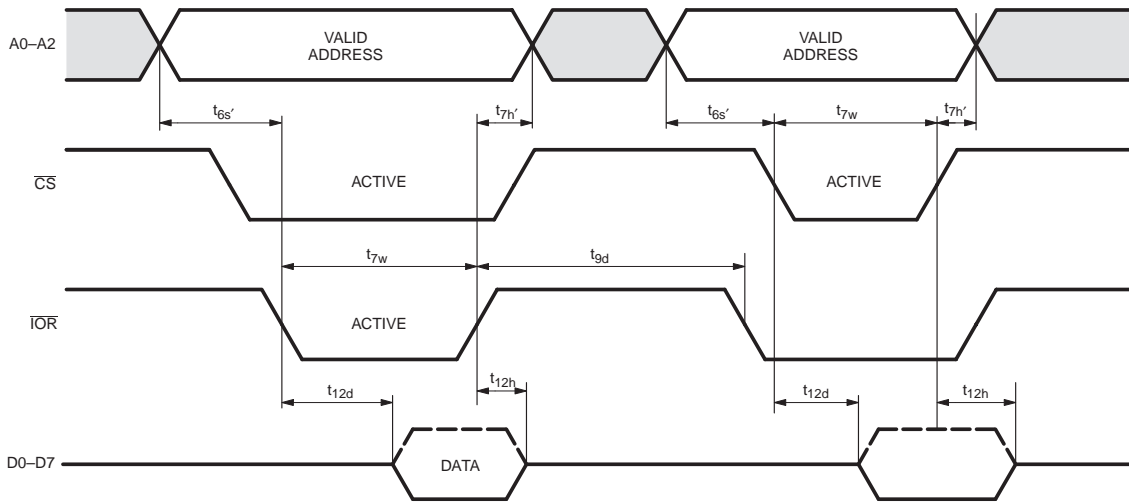 A0–A2
VALID
ADDRESS
VALID
ADDRESS
t6s′
t7h′
t6s′
t7w
t7h′
CS
ACTIVE
ACTIVE
t7w
t9d
IOR
ACTIVE
t12d
t12h
t12d
t12h
D0–D7
DATA